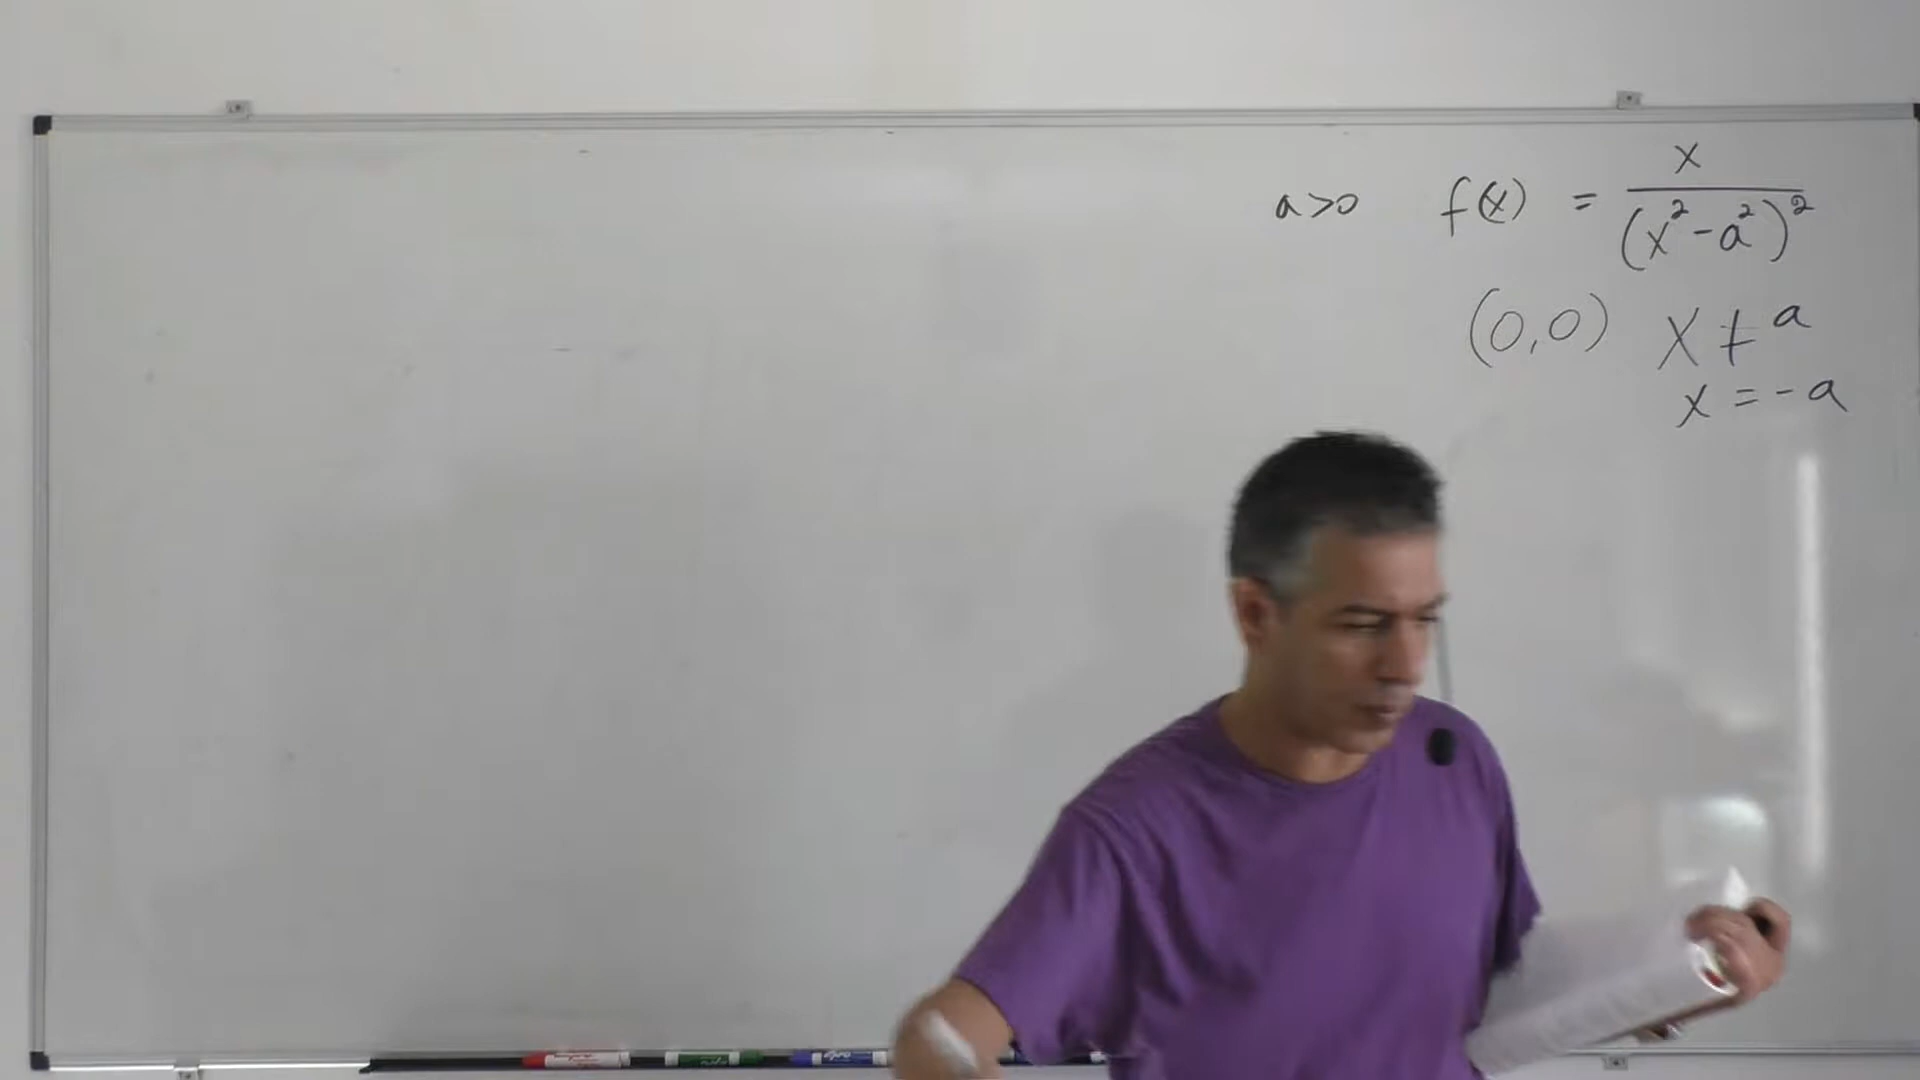 a>0 f(x) = x/(x²-a²)²
(0,0) x ≠ a
x = -a